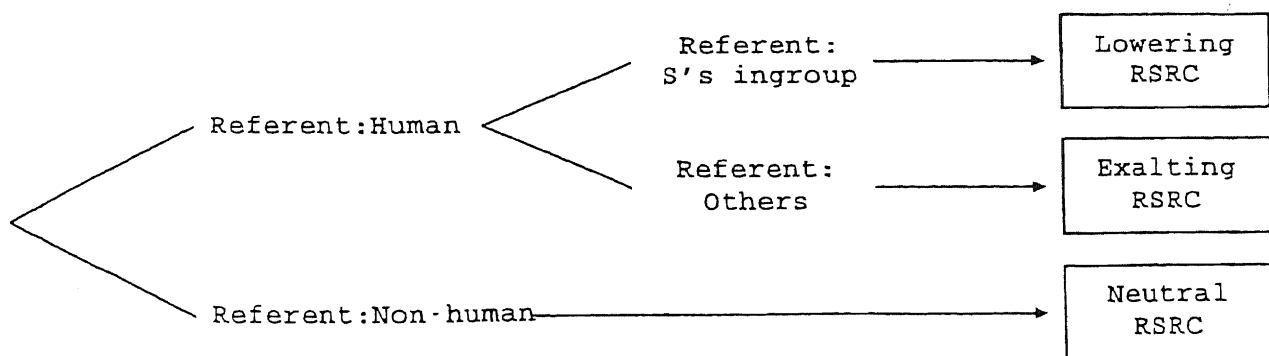 Referent:
S's ingroup
Lowering
RSRC
Referent:Human
Referent:
Others
Exalting
RSRC
Referent:Non-human
Neutral
RSRC